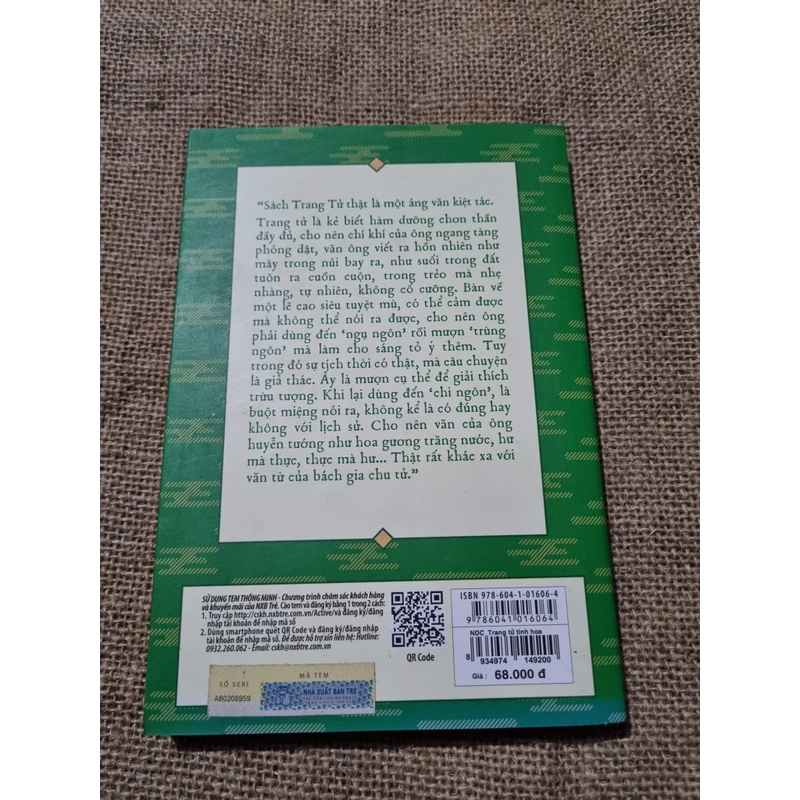 “Sách Trang Tử thật là một áng văn kiệt tác.
Trang tử là kẻ biết hàm dưỡng chơn thần
đầy đủ, cho nên chí khí của ông ngang tàng
phóng dật, văn ông viết ra hồn nhiên như
mây trong núi bay ra, như suối trong đất
tuôn ra cuồn cuộn, trong trẻo mà nhẹ
nhàng, tự nhiên, không cố cưỡng. Bàn về
một lẽ cao siêu tuyệt mù, có thể cảm được
mà không thể nói ra được, cho nên ông
phải dùng đến ‘ngụ ngôn’ rồi mượn ‘trùng
ngôn’ mà làm cho sáng tỏ ý thêm. Tuy
trong đó sự tích thời có thật, mà câu chuyện
là giả thác. Ấy là mượn cụ thể để giải thích
trừu tượng. Khi lại dùng đến ‘chi ngôn’, là
buột miệng nói ra, không kể là có đúng hay
không với lịch sử. Cho nên văn của ông
huyễn tướng như hoa gương trăng nước, hư
mà thực, thực mà hư... Thật rất khác xa với
văn từ của bách gia chu tử.”
SỬ DỤNG TEM THÔNG MINH - Chương trình chăm sóc khách hàng
và khuyến mãi của NXB Trẻ. Cào tem và đăng ký bằng 1 trong 2 cách:
1. Truy cập http://cskh.nxbtre.com.vn/Active/và đăng ký/đăng
nhập tài khoản để nhập mã số
2. Dùng smartphone quét QR Code và đăng ký/đăng nhập
tài khoản để nhập mã số. Để được hỗ trợ xin liên hệ: Hotline:
0932.260.062 - Email: cskh@nxbtre.com.vn
QR Code
SỐ SERI
AB0208959
MÃ TEM
NHÀ XUẤT BẢN TRẺ
ISBN 978-604-1-01606-4
9 786041 016064
NDC_Trang tử tinh hoa
8 934974 149200
Giá : 68.000 đ